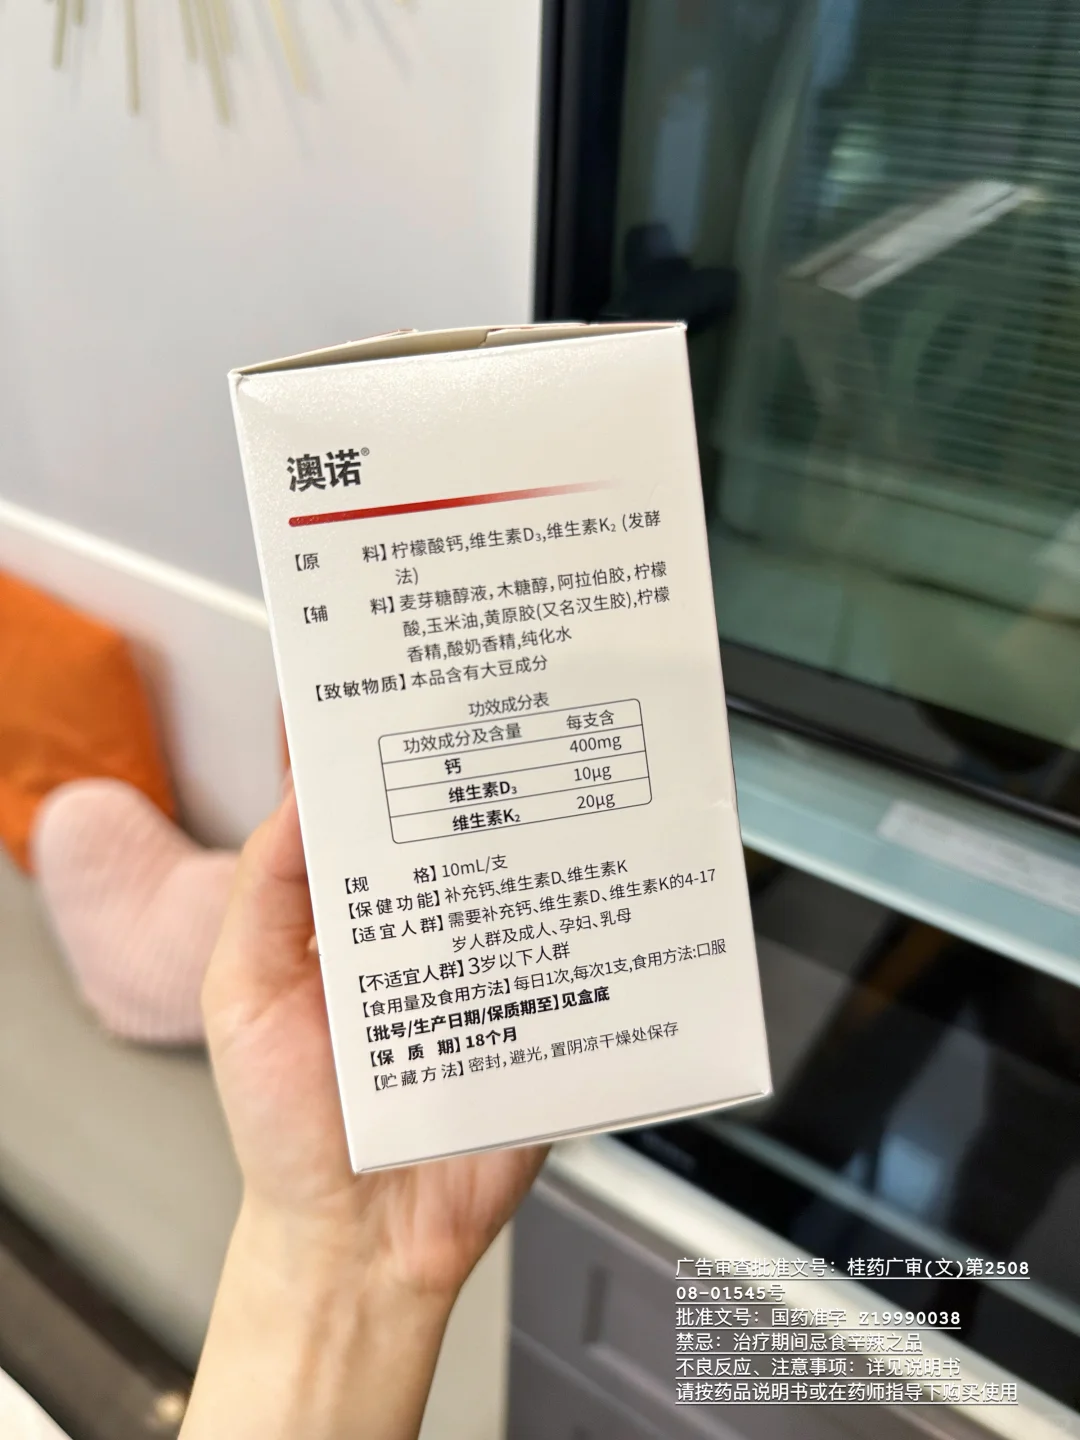 澳诺®
【原料】柠檬酸钙,维生素D₃,维生素K₂ (发酵
法)
【辅料】麦芽糖醇液,木糖醇,阿拉伯胶,柠檬
酸,玉米油,黄原胶(又名汉生胶),柠檬
香精,酸奶香精,纯化水
【致敏物质】本品含有大豆成分
功效成分表
功效成分及含量 每支含
钙 400mg
维生素D₃ 10μg
维生素K₂ 20μg
【规格】10mL/支
【保健功能】补充钙、维生素D、维生素K
【适宜人群】需要补充钙、维生素D、维生素K的4-17
岁人群及成人、孕妇、乳母
【不适宜人群】3岁以下人群
【食用量及食用方法】每日1次,每次1支,食用方法:口服
【批号/生产日期/保质期至】见盒底
【保质期】18个月
【贮藏方法】密封,避光,置阴凉干燥处保存
广告审查批准文号: 桂药广审(文)第2508
08-01545号
批准文号: 国药准字 Z19990038
禁忌: 治疗期间忌食辛辣之品
不良反应、注意事项: 详见说明书
请按药品说明书或在药师指导下购买使用